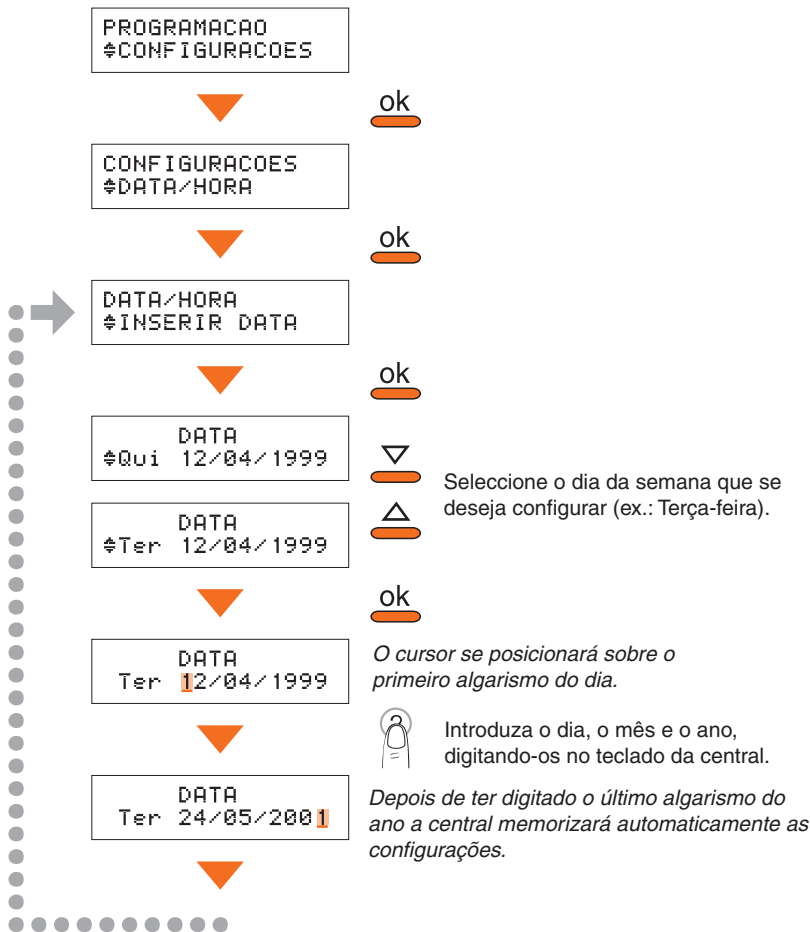 PROGRAMACAO
CONFIGURACOES
ok
CONFIGURACOES
DATA/HORA
ok
DATA/HORA
INSERIR DATA
ok
DATA
Qui 12/04/1999
Seleccione o dia da semana que se
deseja configurar (ex.: Terça-feira).
DATA
Ter 12/04/1999
ok
DATA
Ter 12/04/1999
O cursor se posicionará sobre o
primeiro algarismo do dia.
Introduza o dia, o mês e o ano,
digitando-os no teclado da central.
DATA
Ter 24/05/2001
Depois de ter digitado o último algarismo do
ano a central memorizará automaticamente as
configurações.